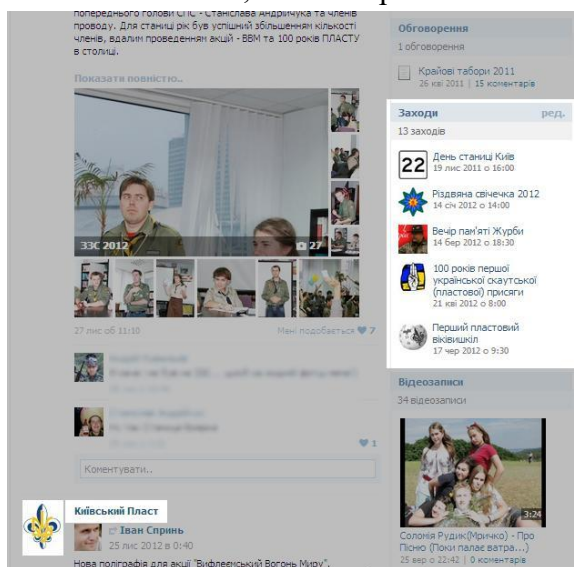 попереднього голови СПС - Станіслава Андрійчука та членів
проводу. Для станиці рік був успішний збільшенням кількості
членів, вдалим проведенням акцій - ВВМ та 100 років ПЛАСТУ
в столиці.
Показати повністю..
ЗЗС 2012
27
27 лис об 11:10
Мені подобається 7
1
Коментувати..
Київський Пласт
Іван Спринь
25 лис 2012 в 0:40
Нова поліграфія для акції "Вифлеємський Вогонь Миру".
Обговорення
1 обговорення
Крайові табори 2011
26 кві 2011 | 15 коментарів
Заходи ред.
13 заходів
22
День станиці Київ
19 лис 2011 о 16:00
Різдвяна свічечка 2012
14 січ 2012 о 14:00
Вечір пам'яті Журби
14 бер 2012 о 18:30
100 років першої
української скаутської
(пластової) присяги
21 кві 2012 о 8:00
Перший пластовий
віківишкіл
17 чер 2012 о 9:30
Відеозаписи
34 відеозаписи
3:24
Соломія Рудик(Мричко) - Про
Пісню (Поки палає ватра...)
25 вер о 22:42 | 0 коментарів